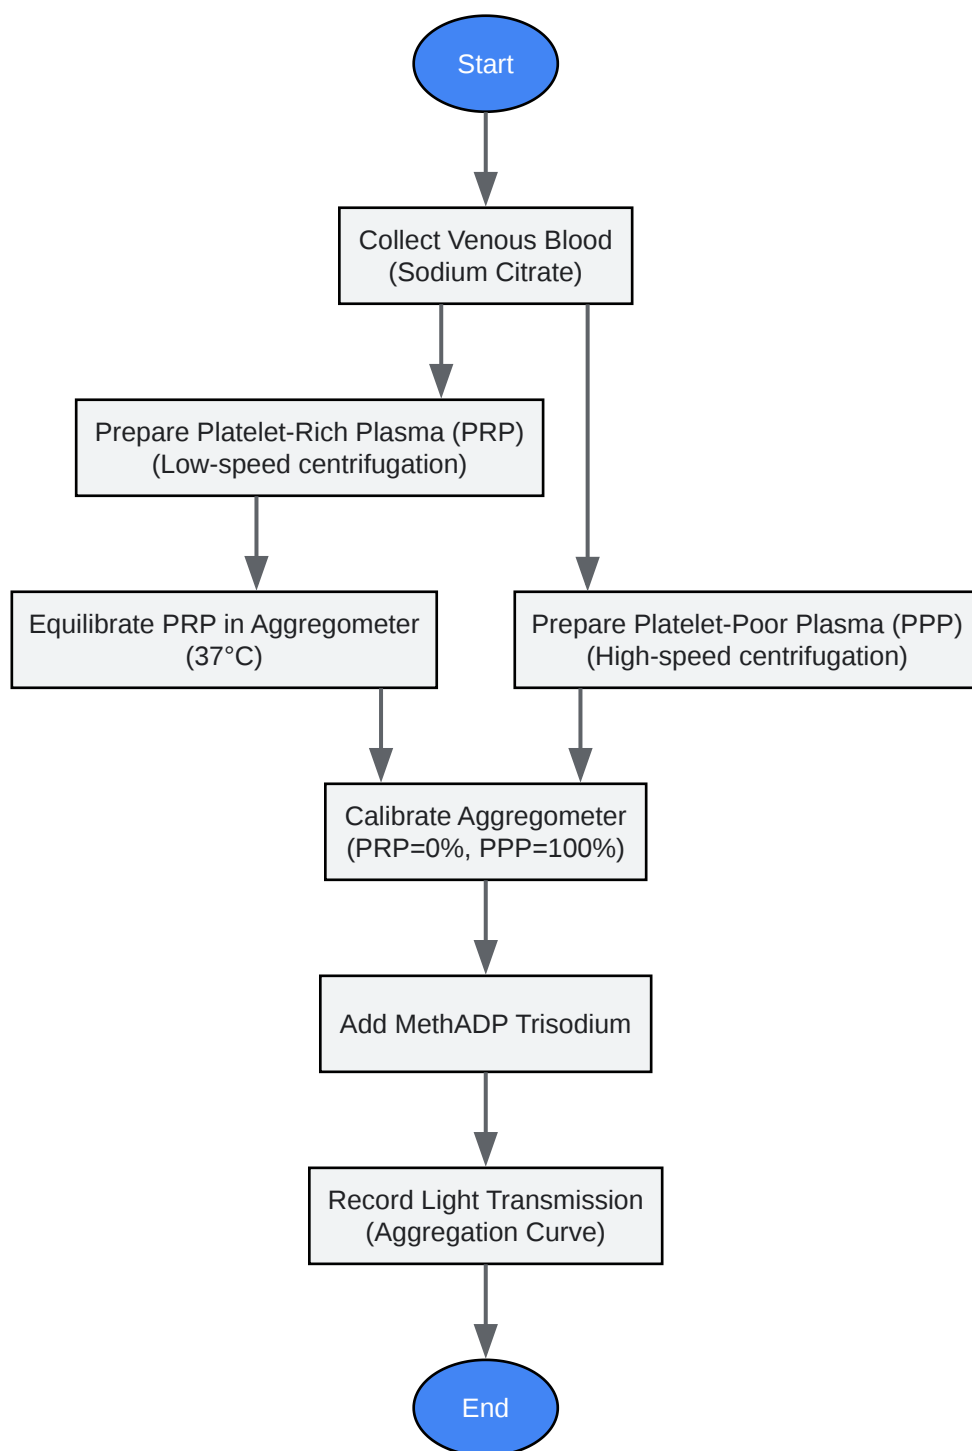 Start
Collect Venous Blood
(Sodium Citrate)
Prepare Platelet-Rich Plasma (PRP)
(Low-speed centrifugation)
Equilibrate PRP in Aggregometer
(37°C)
Prepare Platelet-Poor Plasma (PPP)
(High-speed centrifugation)
Calibrate Aggregometer
(PRP=0%, PPP=100%)
Add MethADP Trisodium
Record Light Transmission
(Aggregation Curve)
End